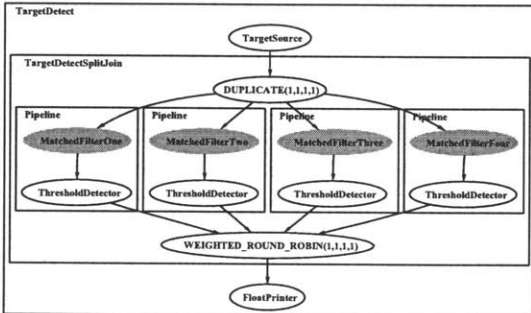 TargetDetect
TargetSource
TargetDetectSplitJoin
DUPLICATE(1,1,1,1)
Pipeline Pipeline Pipeline Pipeline
MatchedFilterOne MatchedFilterTwo MatchedFilterThree MatchedFilterFour
ThresholdDetector ThresholdDetector ThresholdDetector ThresholdDetector
WEIGHTED_ROUND_ROBIN(1,1,1,1)
FloatPrinter